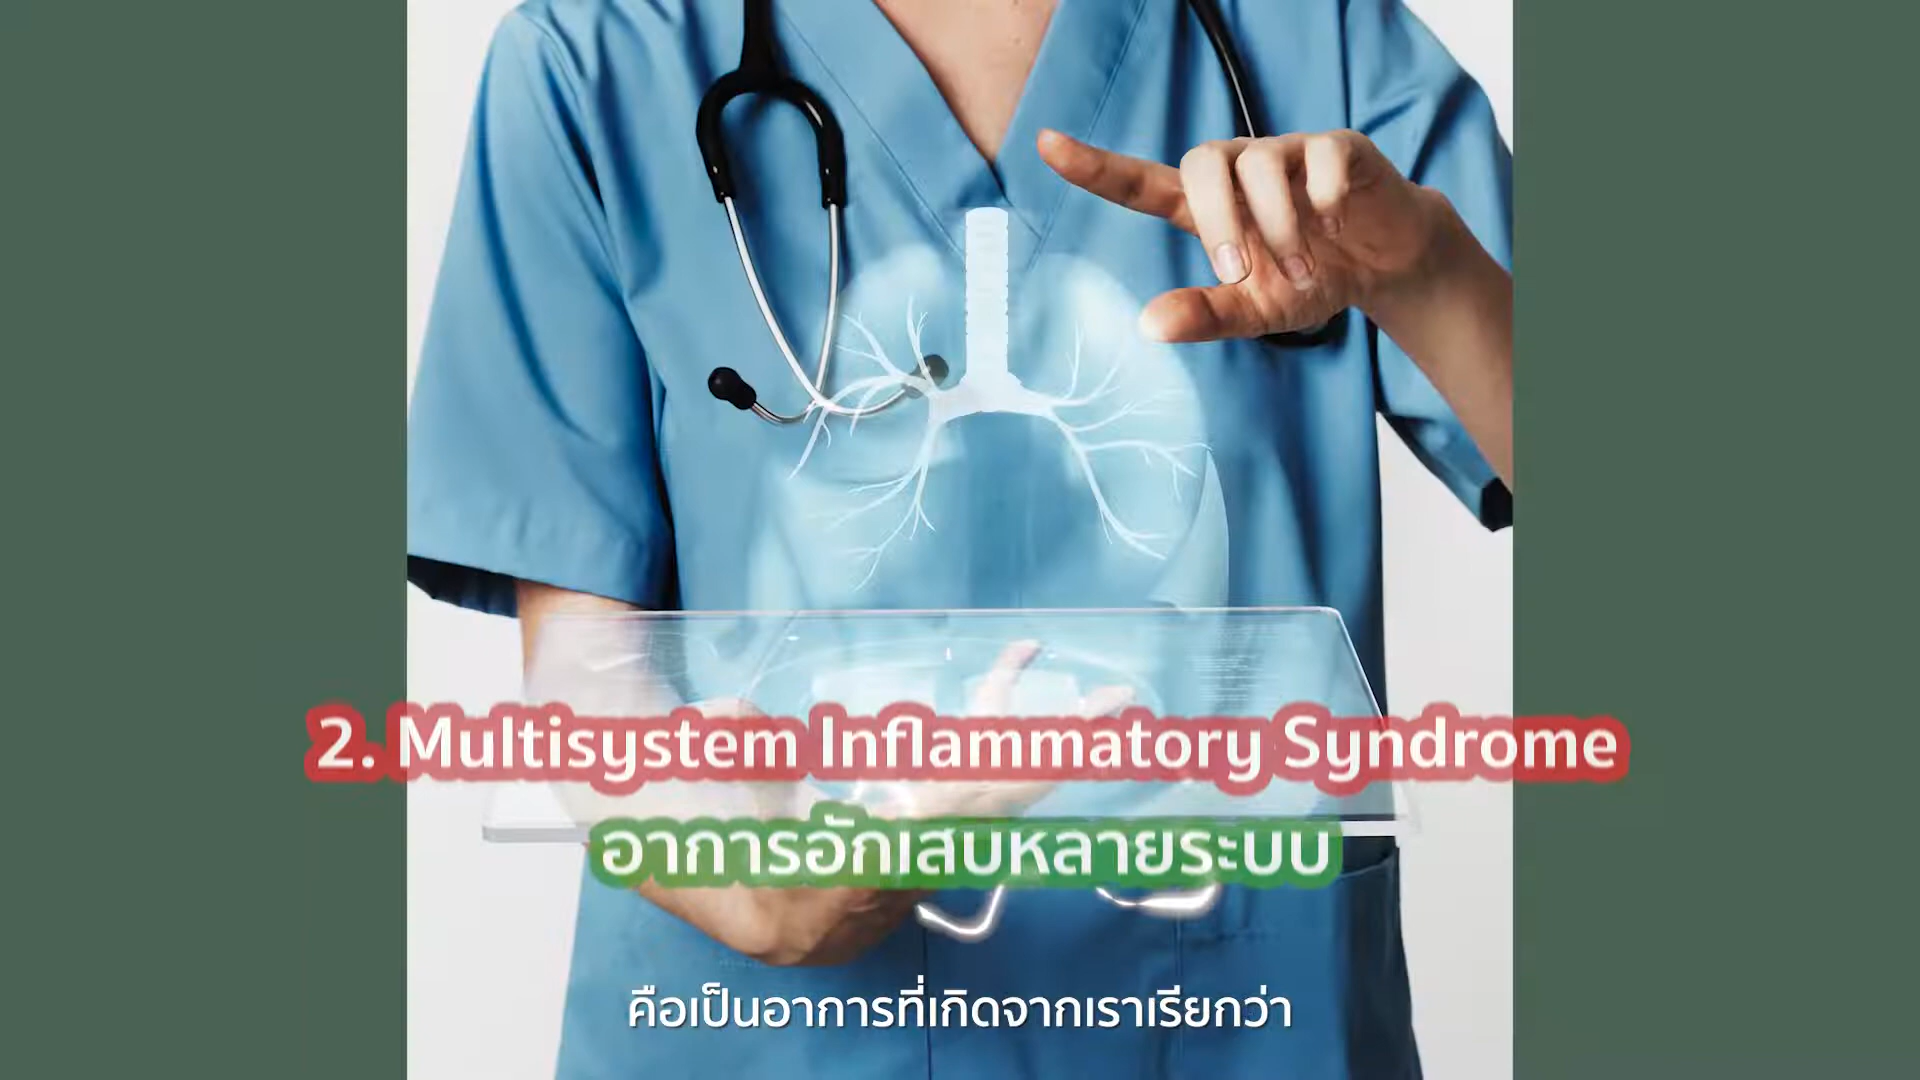 2. Multisystem Inflammatory Syndrome
อาการอักเสบหลายระบบ
คือเป็นอาการที่เกิดจากเราเรียกว่า